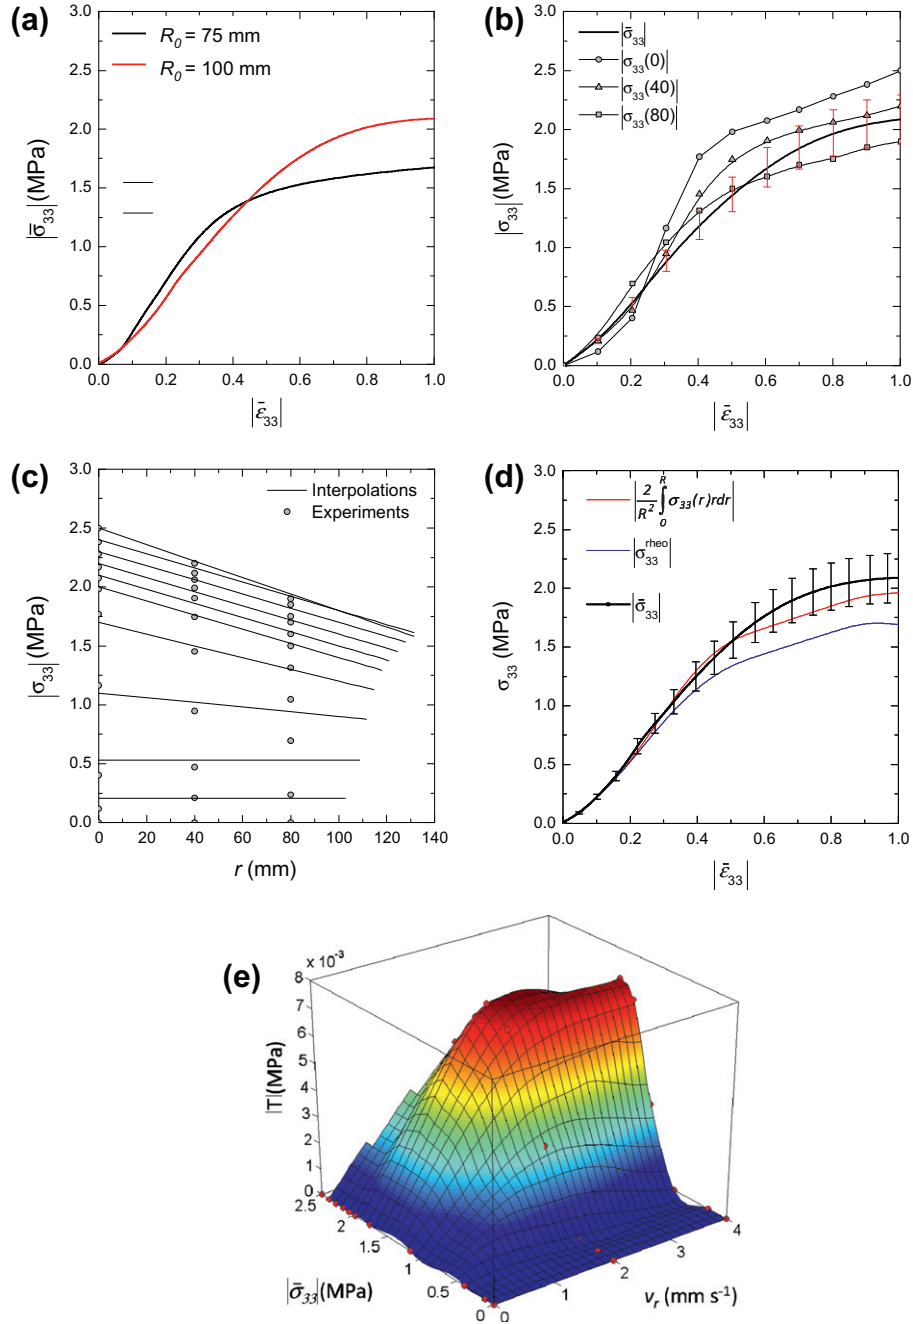 (a)
3.0
2.5
2.0
1.5
1.0
0.5
0.0
|σ̄₃₃|(MPa)
R₀ = 75 mm
R₀ = 100 mm
0.0 0.2 0.4 0.6 0.8 1.0
|ε̄₃₃|
(b)
3.0
2.5
2.0
1.5
1.0
0.5
0.0
|σ₃₃|(MPa)
|σ̄₃₃|
|σ₃₃(0)|
|σ₃₃(40)|
|σ₃₃(80)|
0.0 0.2 0.4 0.6 0.8 1.0
|ε̄₃₃|
(c)
3.0
2.5
2.0
1.5
1.0
0.5
0.0
|σ₃₃|(MPa)
Interpolations
Experiments
0 20 40 60 80 100 120 140
r (mm)
(d)
3.0
2.5
2.0
1.5
1.0
0.5
0.0
σ₃₃ (MPa)
|2/R² ∫₀ᴿ σ₃₃(r)rdr|
|σ₃₃ʳʰᵉᵒ|
|σ̄₃₃|
0.0 0.2 0.4 0.6 0.8 1.0
|ε̄₃₃|
(e)
x 10⁻³
8
7
6
5
4
3
2
1
0
|T|(MPa)
2.5
2
1.5
1
0.5
0
|σ̄₃₃|(MPa)
0
1
2
3
4
vᵣ (mm s⁻¹)